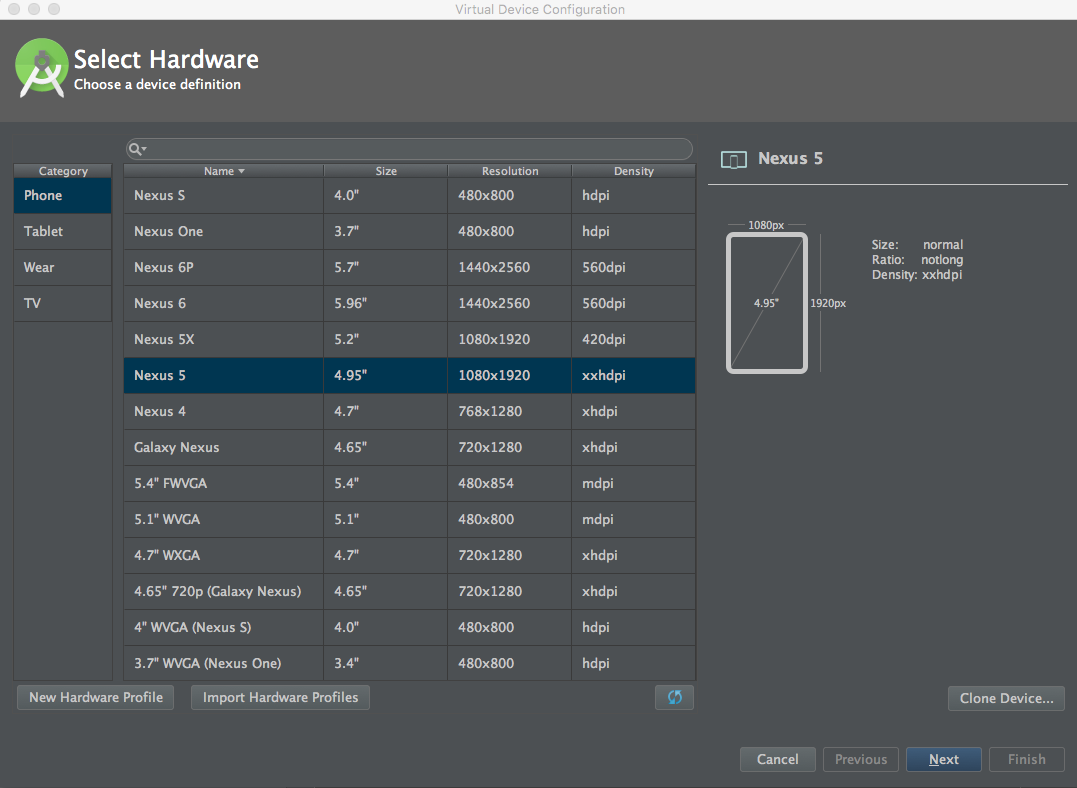 Virtual Device Configuration
Select Hardware
Choose a device definition
Category
Phone
Tablet
Wear
TV
Name Size Resolution Density
Nexus S 4.0" 480x800 hdpi
Nexus One 3.7" 480x800 hdpi
Nexus 6P 5.7" 1440x2560 560dpi
Nexus 6 5.96" 1440x2560 560dpi
Nexus 5X 5.2" 1080x1920 420dpi
Nexus 5 4.95" 1080x1920 xxhdpi
Nexus 4 4.7" 768x1280 xhdpi
Galaxy Nexus 4.65" 720x1280 xhdpi
5.4" FWVGA 5.4" 480x854 mdpi
5.1" WVGA 5.1" 480x800 mdpi
4.7" WXGA 4.7" 720x1280 xhdpi
4.65" 720p (Galaxy Nexus) 4.65" 720x1280 xhdpi
4" WVGA (Nexus S) 4.0" 480x800 hdpi
3.7" WVGA (Nexus One) 3.4" 480x800 hdpi
Nexus 5
1080px
4.95"
1920px
Size: normal
Ratio: notlong
Density: xxhdpi
New Hardware Profile Import Hardware Profiles Clone Device...
Cancel Previous Next Finish